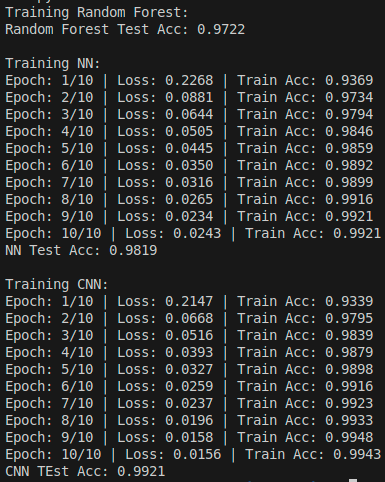 Training Random Forest:
Random Forest Test Acc: 0.9722
Training NN:
Epoch: 1/10 | Loss: 0.2268 | Train Acc: 0.9369
Epoch: 2/10 | Loss: 0.0881 | Train Acc: 0.9734
Epoch: 3/10 | Loss: 0.0644 | Train Acc: 0.9794
Epoch: 4/10 | Loss: 0.0505 | Train Acc: 0.9846
Epoch: 5/10 | Loss: 0.0445 | Train Acc: 0.9859
Epoch: 6/10 | Loss: 0.0350 | Train Acc: 0.9892
Epoch: 7/10 | Loss: 0.0316 | Train Acc: 0.9899
Epoch: 8/10 | Loss: 0.0265 | Train Acc: 0.9916
Epoch: 9/10 | Loss: 0.0234 | Train Acc: 0.9921
Epoch: 10/10 | Loss: 0.0243 | Train Acc: 0.9921
NN Test Acc: 0.9819
Training CNN:
Epoch: 1/10 | Loss: 0.2147 | Train Acc: 0.9339
Epoch: 2/10 | Loss: 0.0668 | Train Acc: 0.9795
Epoch: 3/10 | Loss: 0.0516 | Train Acc: 0.9839
Epoch: 4/10 | Loss: 0.0393 | Train Acc: 0.9879
Epoch: 5/10 | Loss: 0.0327 | Train Acc: 0.9898
Epoch: 6/10 | Loss: 0.0259 | Train Acc: 0.9916
Epoch: 7/10 | Loss: 0.0237 | Train Acc: 0.9923
Epoch: 8/10 | Loss: 0.0196 | Train Acc: 0.9933
Epoch: 9/10 | Loss: 0.0158 | Train Acc: 0.9948
Epoch: 10/10 | Loss: 0.0156 | Train Acc: 0.9943
CNN TEst Acc: 0.9921